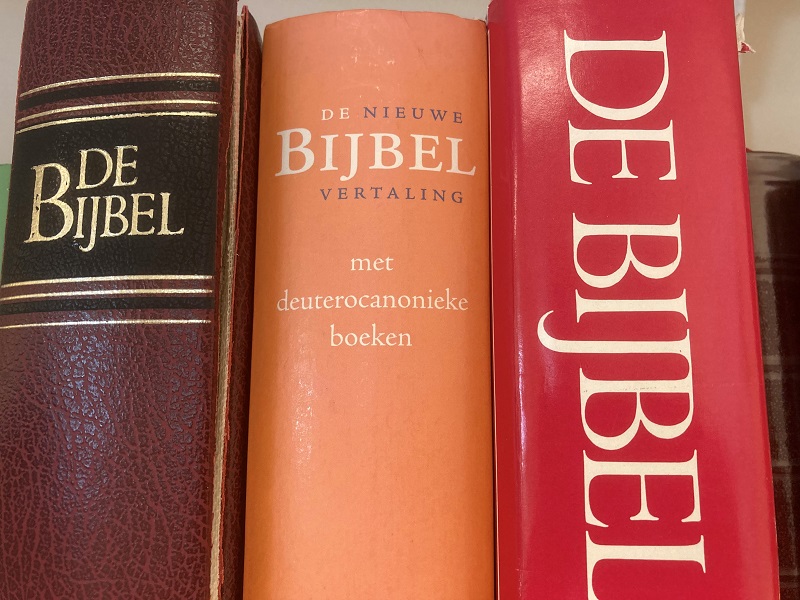 DE
BIJBEL
DE NIEUWE
BIJBEL
VERTALING
met
deuterocanonieke
boeken
DE BIJBEL